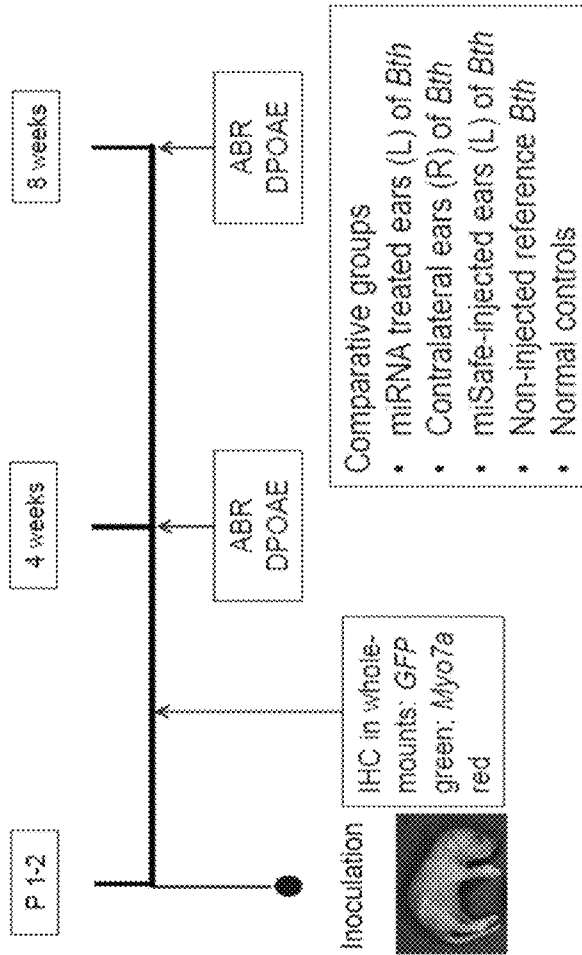 P 1-2
4 weeks
8 weeks
Inoculation
IHC in whole-
mounts: GFP
green; Myo7a
red
ABR
DPOAE
ABR
DPOAE
Comparative groups
• miRNA treated ears (L) of Bth
• Contralateral ears (R) of Bth
• miSafe-injected ears (L) of Bth
• Non-injected reference Bth
• Normal controls